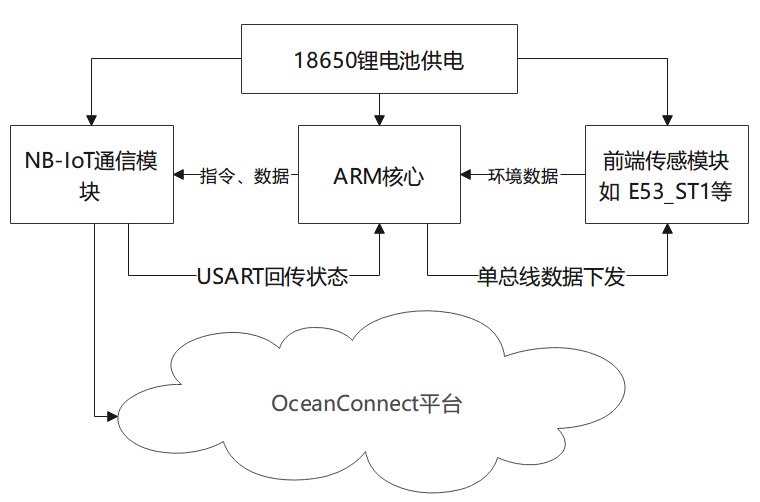 18650锂电池供电
NB-IoT通信模
块
指令、数据
ARM核心
环境数据
前端传感模块
如 E53_ST1等
USART回传状态
单总线数据下发
OceanConnect平台